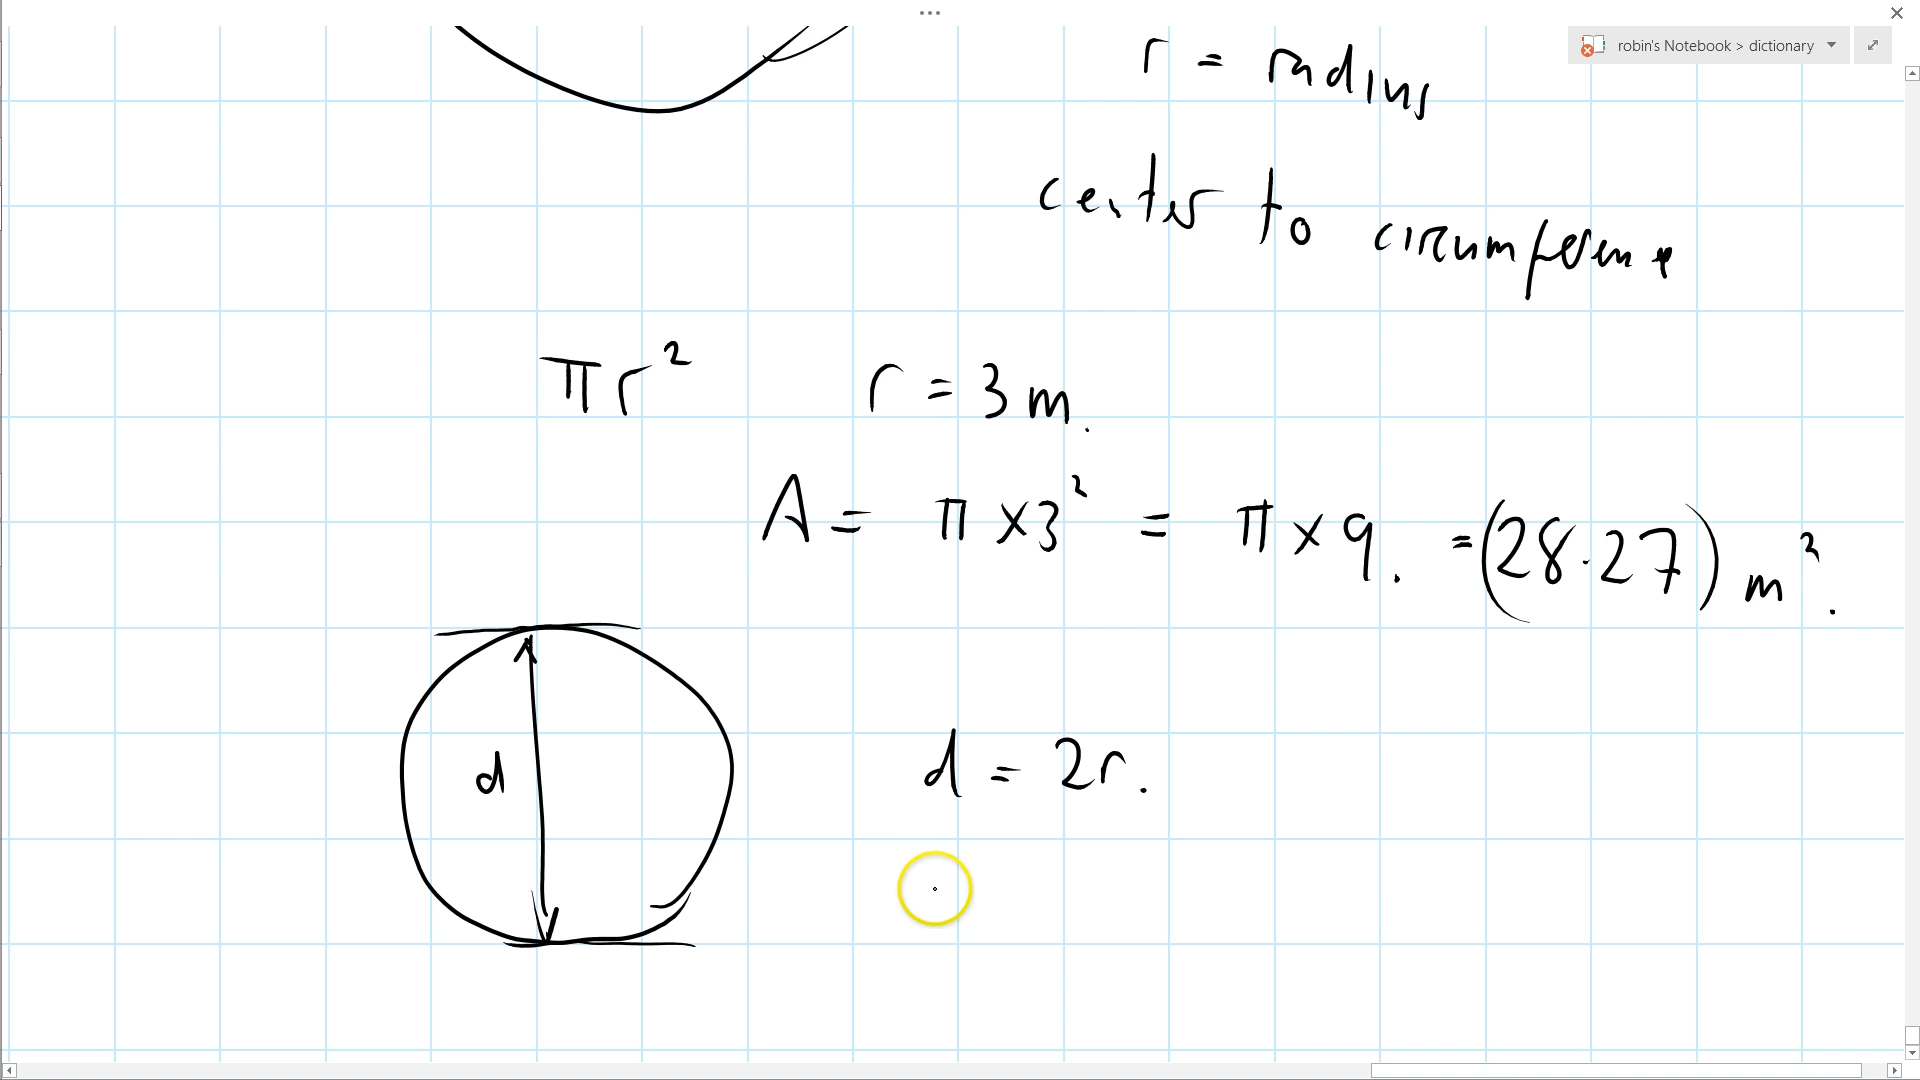 robin's Notebook > dictionary
r = radius
center to circumference
πr² r = 3m.
A = π × 3² = π × 9. = (28.27) m².
d d = 2r.